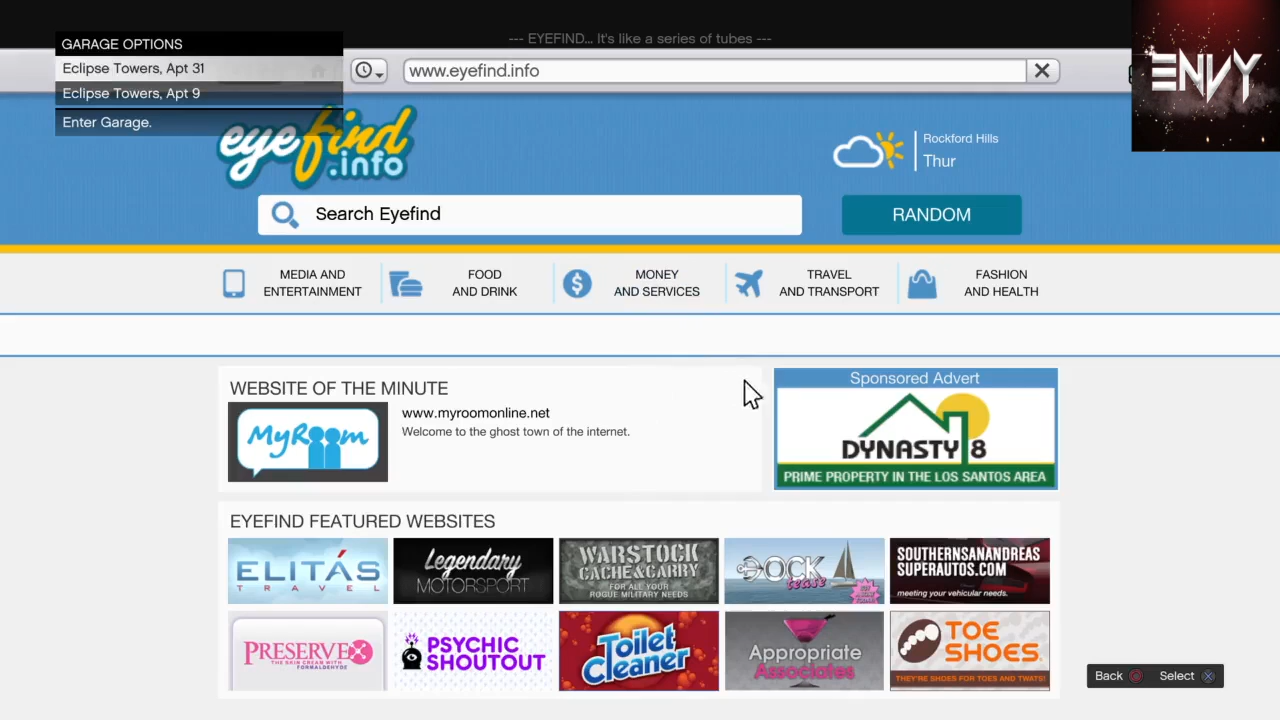 GARAGE OPTIONS
Eclipse Towers, Apt 31
Eclipse Towers, Apt 9
Enter Garage.
--- EYEFIND... It's like a series of tubes ---
www.eyefind.info
ENVY
eyefind
.info
Rockford Hills
Thur
Search Eyefind
RANDOM
MEDIA AND
ENTERTAINMENT
FOOD
AND DRINK
MONEY
AND SERVICES
TRAVEL
AND TRANSPORT
FASHION
AND HEALTH
WEBSITE OF THE MINUTE
MyRoom
www.myroomonline.net
Welcome to the ghost town of the internet.
Sponsored Advert
DYNASTY 8
PRIME PROPERTY IN THE LOS SANTOS AREA
EYEFIND FEATURED WEBSITES
ELITÁS
TRAVEL
Legendary
MOTORSPORT
WARSTOCK
CACHE & CARRY
FOR ALL YOUR
ROGUE MILITARY NEEDS
DOCK
tease
SOUTHERNSANANDREAS
SUPERAUTOS.COM
meeting your vehicular needs.
PRESERVEX
THE SKIN CREAM WITH
FORMALDEHYDE
PSYCHIC
SHOUTOUT
Toilet
Cleaner
Appropriate
Associates
TOE
SHOES
THEY'RE SHOES FOR TOES AND TWATS!
Back
Select